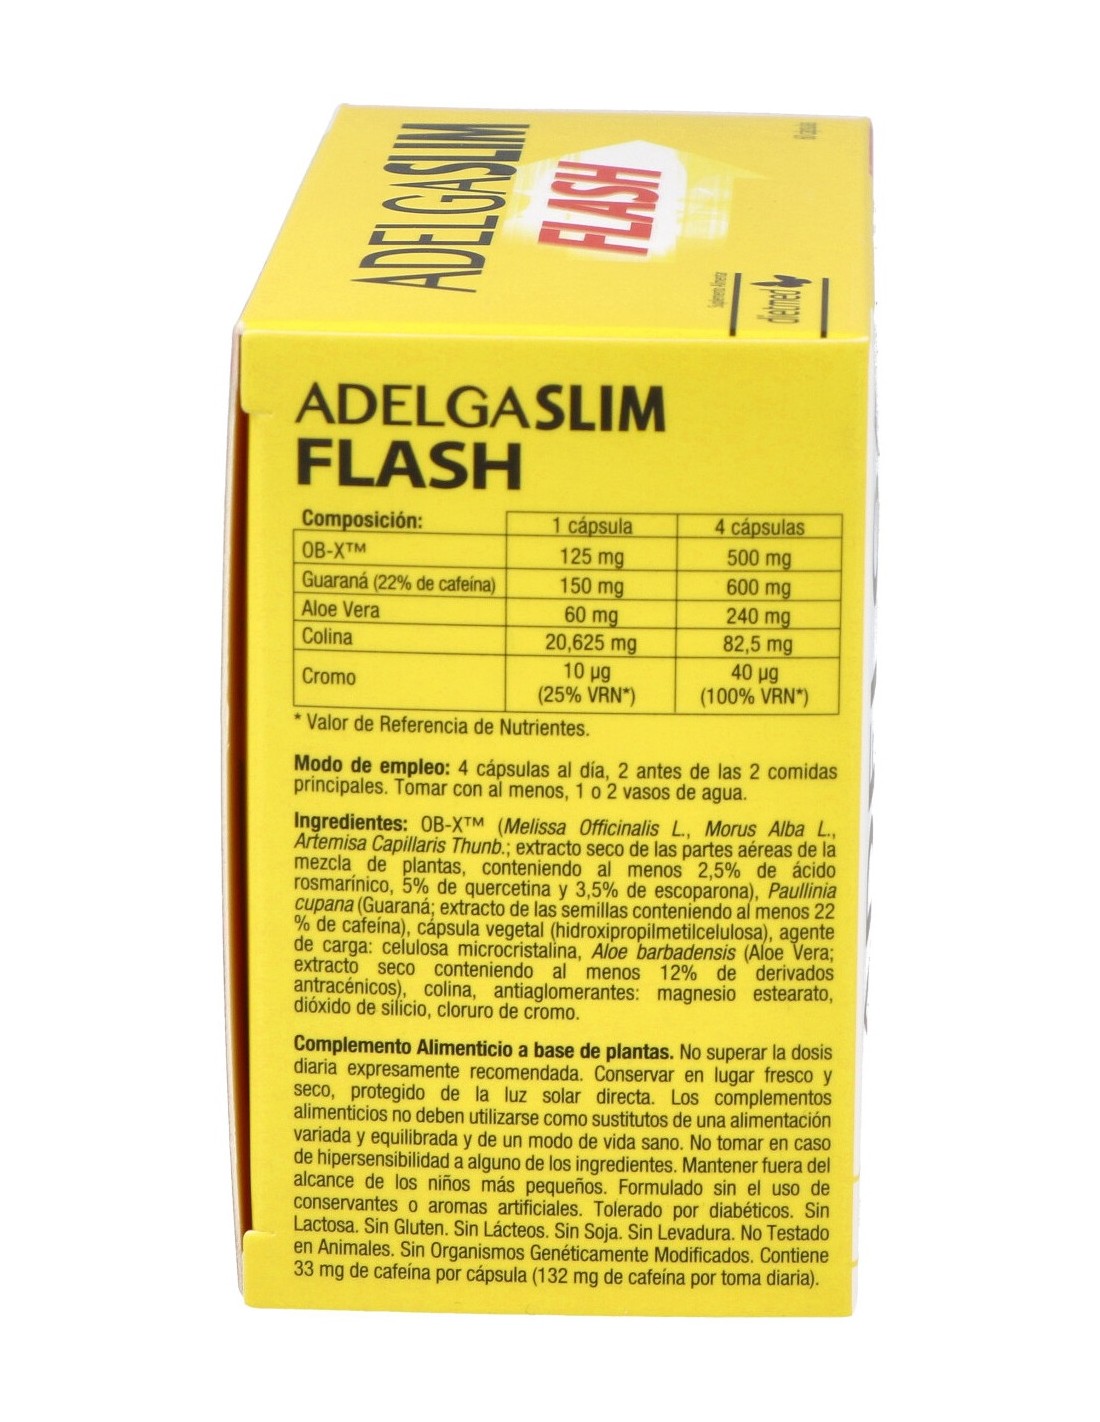 ADELGASLIM
FLASH
Suplemento Alimentar
dietmed
ADELGASLIM
FLASH
Composición: 1 cápsula 4 cápsulas
OB-X™ 125 mg 500 mg
Guaraná (22% de cafeína) 150 mg 600 mg
Aloe Vera 60 mg 240 mg
Colina 20,625 mg 82,5 mg
Cromo 10 µg (25% VRN*) 40 µg (100% VRN*)
* Valor de Referencia de Nutrientes.
Modo de empleo: 4 cápsulas al día, 2 antes de las 2 comidas
principales. Tomar con al menos, 1 o 2 vasos de agua.
Ingredientes: OB-X™ (Melissa Officinalis L., Morus Alba L.,
Artemisa Capillaris Thunb.; extracto seco de las partes aéreas de la
mezcla de plantas, conteniendo al menos 2,5% de ácido
rosmarínico, 5% de quercetina y 3,5% de escoparona), Paullinia
cupana (Guaraná; extracto de las semillas conteniendo al menos 22
% de cafeína), cápsula vegetal (hidroxipropilmetilcelulosa), agente
de carga: celulosa microcristalina, Aloe barbadensis (Aloe Vera;
extracto seco conteniendo al menos 12% de derivados
antracénicos), colina, antiaglomerantes: magnesio estearato,
dióxido de silicio, cloruro de cromo.
Complemento Alimenticio a base de plantas. No superar la dosis
diaria expresamente recomendada. Conservar en lugar fresco y
seco, protegido de la luz solar directa. Los complementos
alimenticios no deben utilizarse como sustitutos de una alimentación
variada y equilibrada y de un modo de vida sano. No tomar en caso
de hipersensibilidad a alguno de los ingredientes. Mantener fuera del
alcance de los niños más pequeños. Formulado sin el uso de
conservantes o aromas artificiales. Tolerado por diabéticos. Sin
Lactosa. Sin Gluten. Sin Lácteos. Sin Soja. Sin Levadura. No Testado
en Animales. Sin Organismos Genéticamente Modificados. Contiene
33 mg de cafeína por cápsula (132 mg de cafeína por toma diaria).